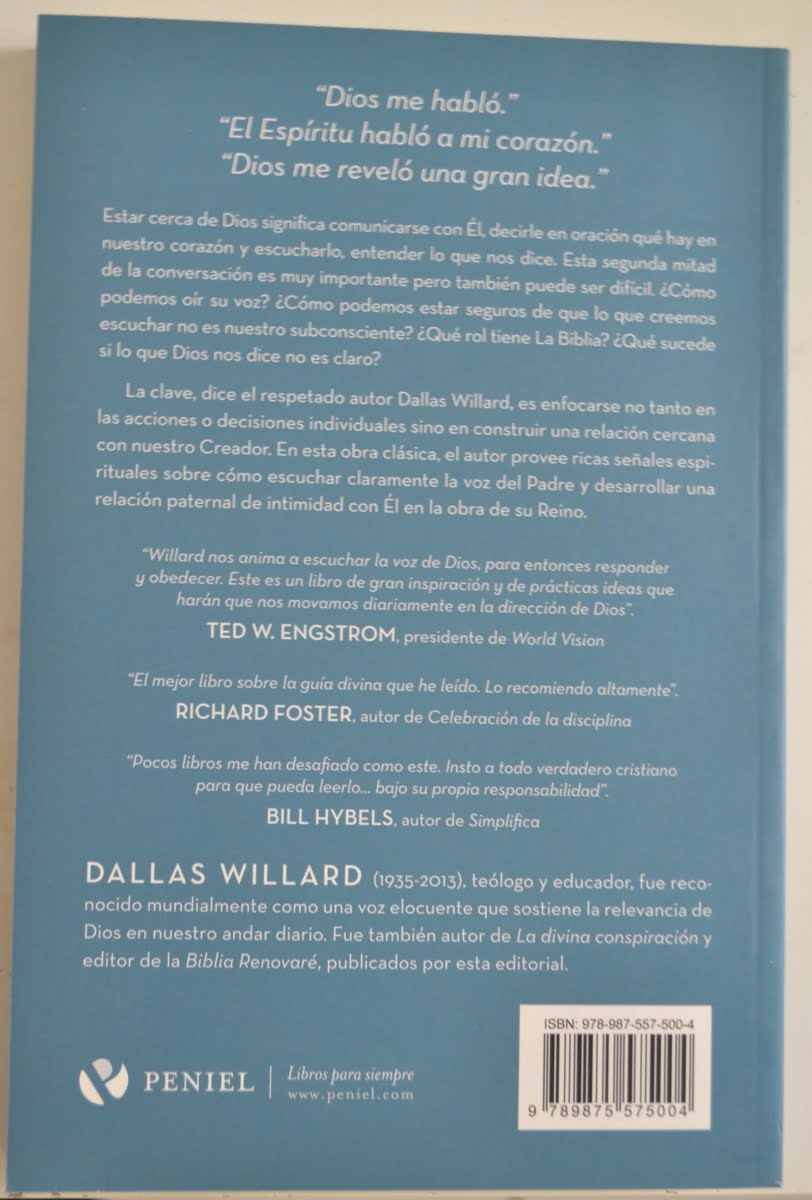 “Dios me habló.”
“El Espíritu habló a mi corazón.”
“Dios me reveló una gran idea.”
Estar cerca de Dios significa comunicarse con Él, decirle en oración qué hay en
nuestro corazón y escucharlo, entender lo que nos dice. Esta segunda mitad
de la conversación es muy importante pero también puede ser difícil. ¿Cómo
podemos oír su voz? ¿Cómo podemos estar seguros de que lo que creemos
escuchar no es nuestro subconsciente? ¿Qué rol tiene La Biblia? ¿Qué sucede
si lo que Dios nos dice no es claro?
La clave, dice el respetado autor Dallas Willard, es enfocarse no tanto en
las acciones o decisiones individuales sino en construir una relación cercana
con nuestro Creador. En esta obra clásica, el autor provee ricas señales espi-
rituales sobre cómo escuchar claramente la voz del Padre y desarrollar una
relación paternal de intimidad con Él en la obra de su Reino.
“Willard nos anima a escuchar la voz de Dios, para entonces responder
y obedecer. Este es un libro de gran inspiración y de prácticas ideas que
harán que nos movamos diariamente en la dirección de Dios”.
TED W. ENGSTROM, presidente de World Vision
“El mejor libro sobre la guía divina que he leído. Lo recomiendo altamente”.
RICHARD FOSTER, autor de Celebración de la disciplina
“Pocos libros me han desafiado como este. Insto a todo verdadero cristiano
para que pueda leerlo... bajo su propia responsabilidad”.
BILL HYBELS, autor de Simplifica
DALLAS WILLARD (1935-2013), teólogo y educador, fue reco-
nocido mundialmente como una voz elocuente que sostiene la relevancia de
Dios en nuestro andar diario. Fue también autor de La divina conspiración y
editor de la Biblia Renovaré, publicados por esta editorial.
ISBN: 978-987-557-500-4
9 789875 575004
PENIEL | Libros para siempre
www.peniel.com